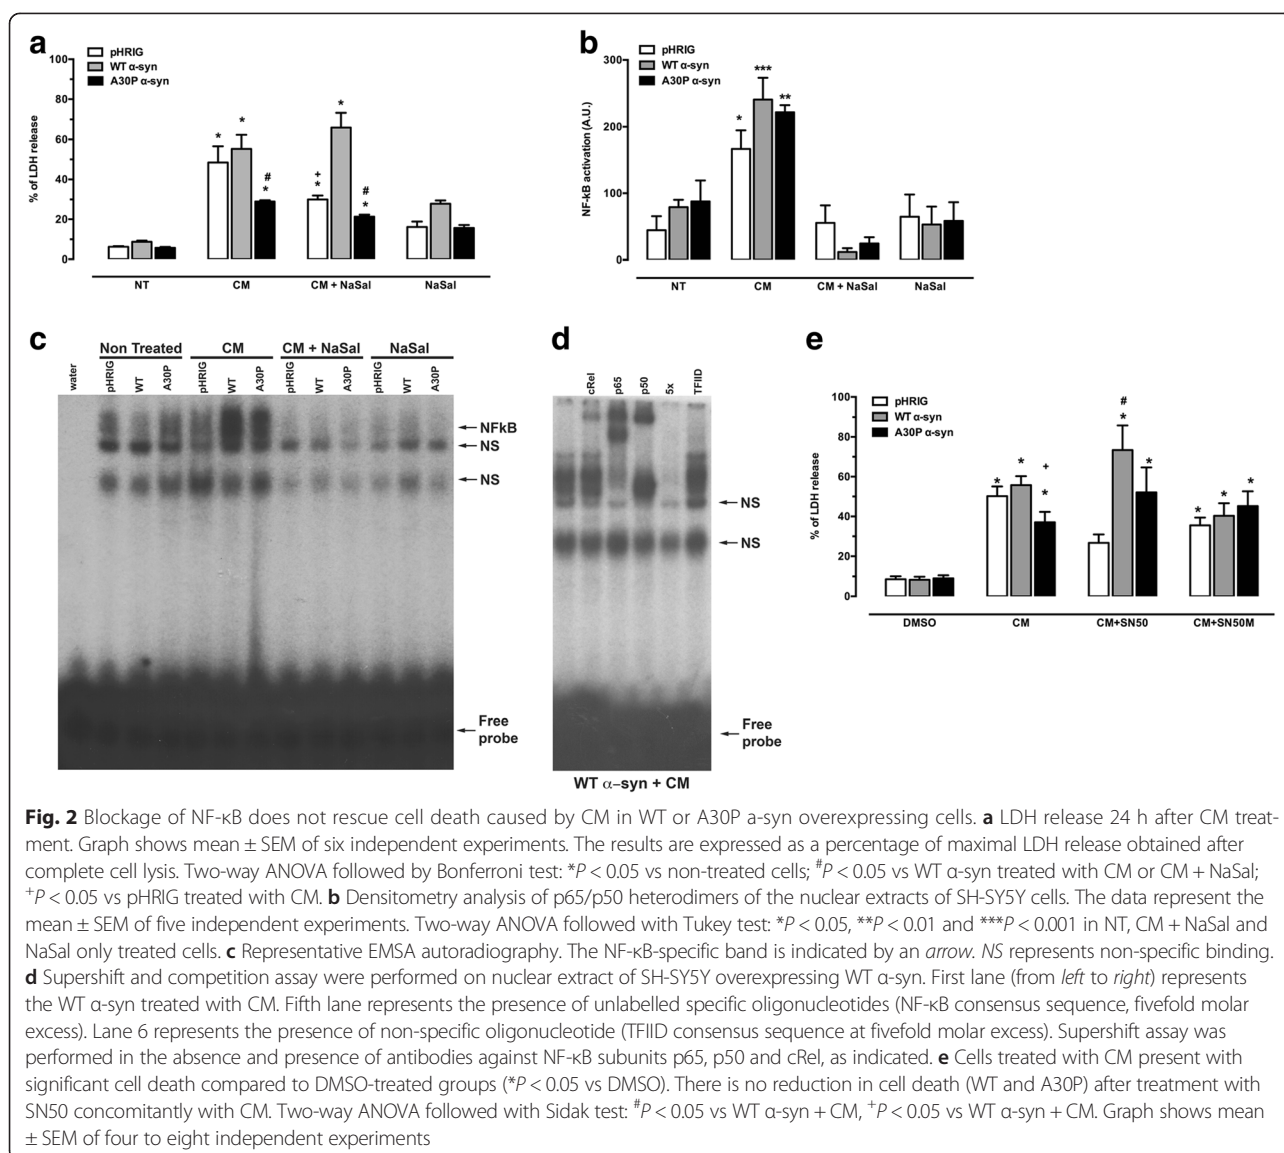 a
pHRIG
WT α-syn
A30P α-syn
% of LDH release
100
80
60
40
20
0
* * # * + * * # *
NT CM CM + NaSal NaSal
b
pHRIG
WT α-syn
A30P α-syn
NF-kB activation (A.U.)
300
200
100
0
* *** **
NT CM CM + NaSal NaSal
c
Non Treated CM CM + NaSal NaSal
water pHRIG WT A30P pHRIG WT A30P pHRIG WT A30P pHRIG WT A30P
NFkB
NS
NS
Free
probe
d
cRel p65 p50 5x TFIID
NS
NS
Free
probe
WT α–syn + CM
e
pHRIG
WT α-syn
A30P α-syn
% of LDH release
100
80
60
40
20
0
* * + * # * * * * *
DMSO CM CM+SN50 CM+SN50M
Fig. 2 Blockage of NF-κB does not rescue cell death caused by CM in WT or A30P a-syn overexpressing cells. a LDH release 24 h after CM treat-
ment. Graph shows mean ± SEM of six independent experiments. The results are expressed as a percentage of maximal LDH release obtained after
complete cell lysis. Two-way ANOVA followed by Bonferroni test: *P < 0.05 vs non-treated cells; #P < 0.05 vs WT α-syn treated with CM or CM + NaSal;
+P < 0.05 vs pHRIG treated with CM. b Densitometry analysis of p65/p50 heterodimers of the nuclear extracts of SH-SY5Y cells. The data represent the
mean ± SEM of five independent experiments. Two-way ANOVA followed with Tukey test: *P < 0.05, **P < 0.01 and ***P < 0.001 in NT, CM + NaSal and
NaSal only treated cells. c Representative EMSA autoradiography. The NF-κB-specific band is indicated by an arrow. NS represents non-specific binding.
d Supershift and competition assay were performed on nuclear extract of SH-SY5Y overexpressing WT α-syn. First lane (from left to right) represents
the WT α-syn treated with CM. Fifth lane represents the presence of unlabelled specific oligonucleotides (NF-κB consensus sequence, fivefold molar
excess). Lane 6 represents the presence of non-specific oligonucleotide (TFIID consensus sequence at fivefold molar excess). Supershift assay was
performed in the absence and presence of antibodies against NF-κB subunits p65, p50 and cRel, as indicated. e Cells treated with CM present with
significant cell death compared to DMSO-treated groups (*P < 0.05 vs DMSO). There is no reduction in cell death (WT and A30P) after treatment with
SN50 concomitantly with CM. Two-way ANOVA followed with Sidak test: #P < 0.05 vs WT α-syn + CM, +P < 0.05 vs WT α-syn + CM. Graph shows mean
± SEM of four to eight independent experiments